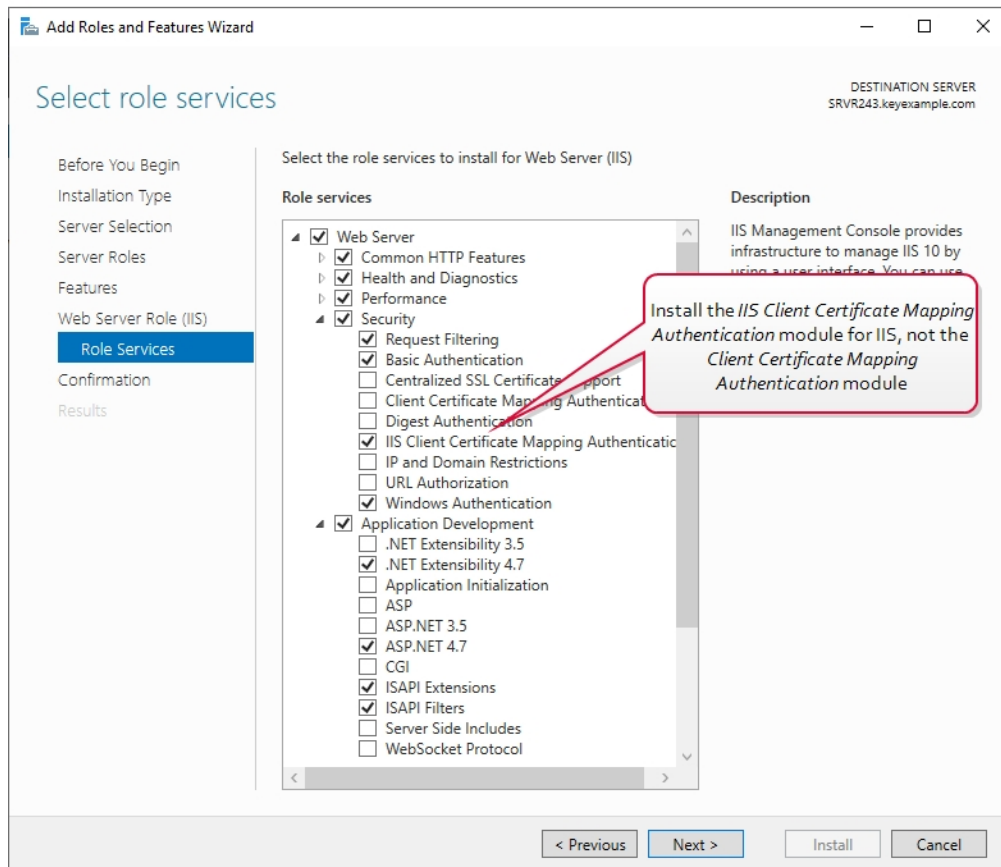 Add Roles and Features Wizard
Select role services
DESTINATION SERVER
SRVR243.keyexample.com
Before You Begin
Installation Type
Server Selection
Server Roles
Features
Web Server Role (IIS)
Role Services
Confirmation
Results
Select the role services to install for Web Server (IIS)
Role services
Web Server
Common HTTP Features
Health and Diagnostics
Performance
Security
Request Filtering
Basic Authentication
Centralized SSL Certificate Support
Client Certificate Mapping Authenticat
Digest Authentication
IIS Client Certificate Mapping Authenticatic
IP and Domain Restrictions
URL Authorization
Windows Authentication
Application Development
.NET Extensibility 3.5
.NET Extensibility 4.7
Application Initialization
ASP
ASP.NET 3.5
ASP.NET 4.7
CGI
ISAPI Extensions
ISAPI Filters
Server Side Includes
WebSocket Protocol
Description
IIS Management Console provides
infrastructure to manage IIS 10 by
using a user interface. You can use
Install the IIS Client Certificate Mapping
Authentication module for IIS, not the
Client Certificate Mapping
Authentication module
< Previous
Next >
Install
Cancel